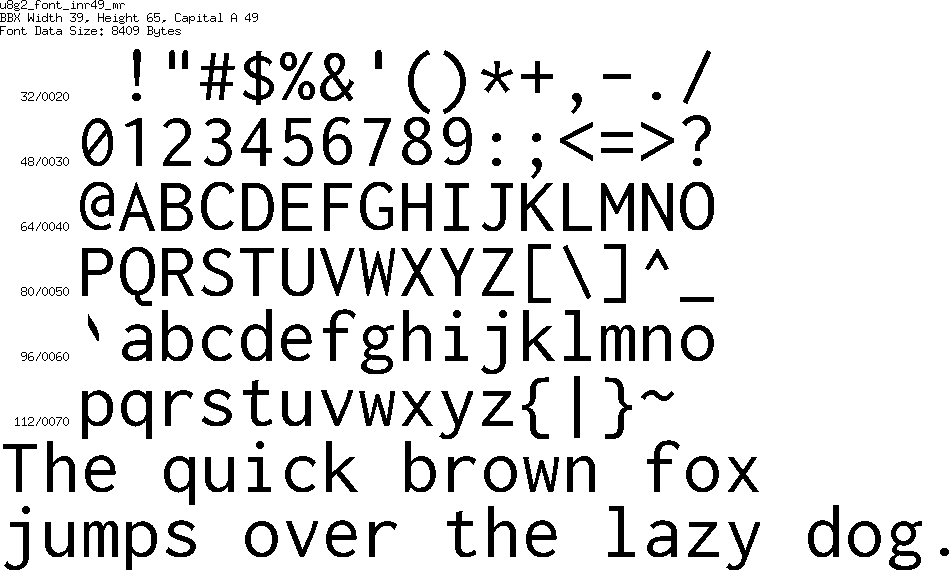 u8g2_font_inr49_mr
BBX Width 39, Height 65, Capital A 49
Font Data Size: 8409 Bytes
32/0020 !"#$%&'()*+,-./
48/0030 0123456789:;<=>?
64/0040 @ABCDEFGHIJKLMNO
80/0050 PQRSTUVWXYZ[\]^_
96/0060 `abcdefghijklmno
112/0070 pqrstuvwxyz{|}~
The quick brown fox
jumps over the lazy dog.